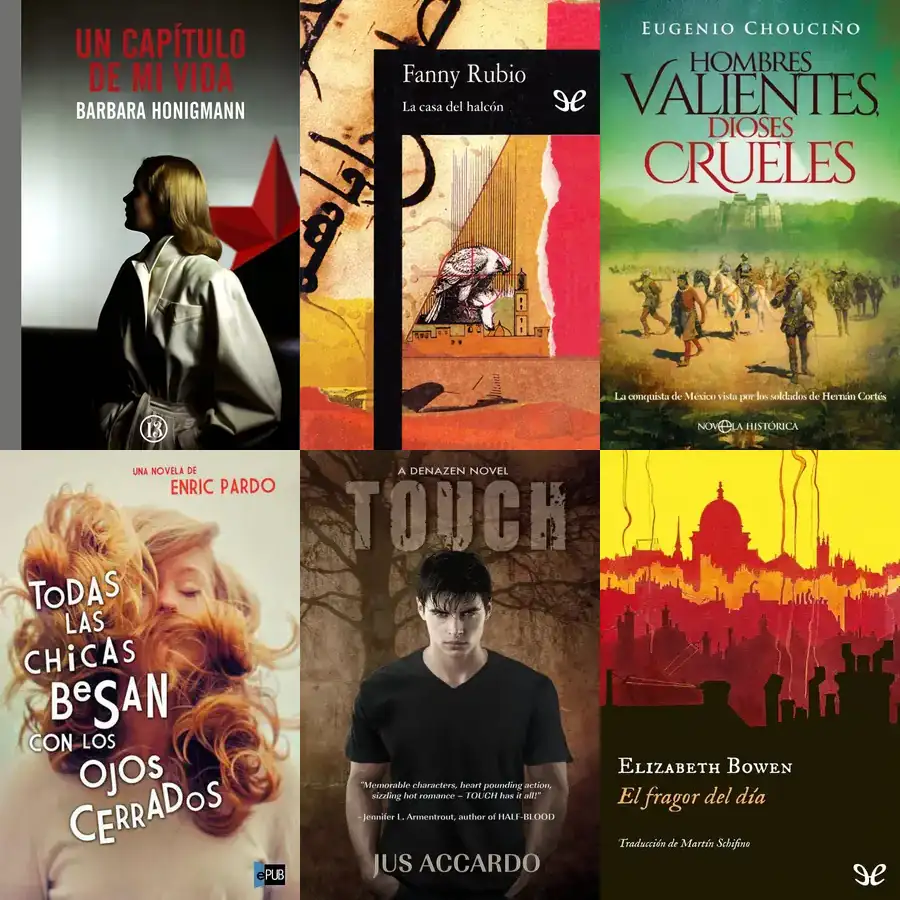 UN CAPÍTULO
DE MI VIDA
BARBARA HONIGMANN
13
Fanny Rubio
La casa del halcón
EUGENIO CHOUCIÑO
HOMBRES
VALIENTES,
DIOSES
CRUELES
La conquista de México vista por los soldados de Hernán Cortés
NOVELA HISTÓRICA
UNA NOVELA DE
ENRIC PARDO
TODAS
LAS
CHiCAS
BeSAN
CON LOS
OJOS
CERRADOS
ePUB
A DENAZEN NOVEL
TOUCH
"Memorable characters, heart pounding action,
sizzling hot romance – TOUCH has it all!"
– Jennifer L. Armentrout, author of HALF-BLOOD
JUS ACCARDO
ELIZABETH BOWEN
El fragor del día
Traducción de Martín Schifino